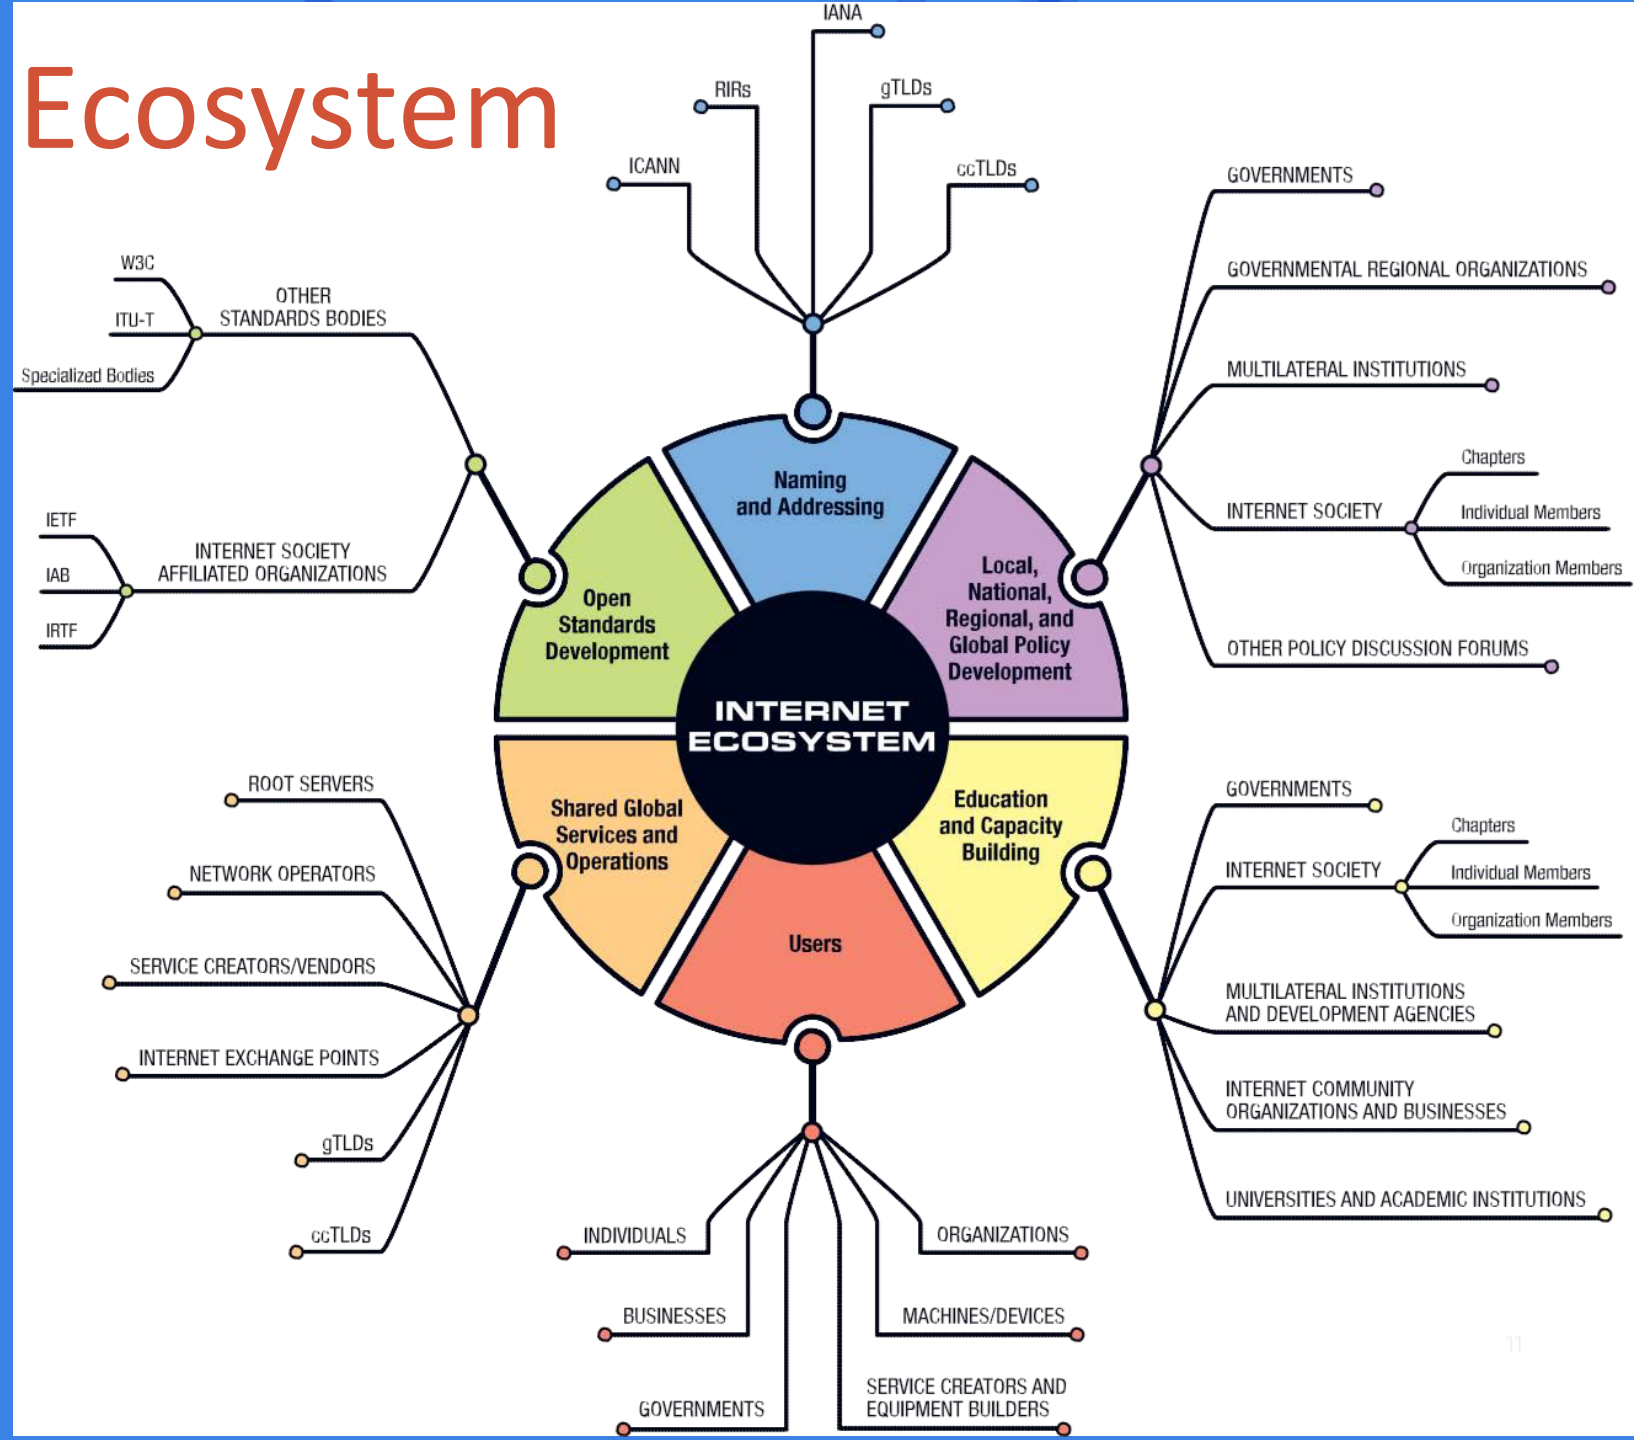 Ecosystem
IANA
RIRs
gTLDs
ICANN
ccTLDs
W3C
ITU-T
Specialized Bodies
OTHER
STANDARDS BODIES
IETF
IAB
IRTF
INTERNET SOCIETY
AFFILIATED ORGANIZATIONS
GOVERNMENTS
GOVERNMENTAL REGIONAL ORGANIZATIONS
MULTILATERAL INSTITUTIONS
INTERNET SOCIETY
Chapters
Individual Members
Organization Members
OTHER POLICY DISCUSSION FORUMS
Naming
and Addressing
Open
Standards
Development
Local,
National,
Regional, and
Global Policy
Development
INTERNET
ECOSYSTEM
Shared Global
Services and
Operations
Education
and Capacity
Building
Users
ROOT SERVERS
NETWORK OPERATORS
SERVICE CREATORS/VENDORS
INTERNET EXCHANGE POINTS
gTLDs
ccTLDs
GOVERNMENTS
INTERNET SOCIETY
Chapters
Individual Members
Organization Members
MULTILATERAL INSTITUTIONS
AND DEVELOPMENT AGENCIES
INTERNET COMMUNITY
ORGANIZATIONS AND BUSINESSES
UNIVERSITIES AND ACADEMIC INSTITUTIONS
INDIVIDUALS
BUSINESSES
GOVERNMENTS
ORGANIZATIONS
MACHINES/DEVICES
SERVICE CREATORS AND
EQUIPMENT BUILDERS
11